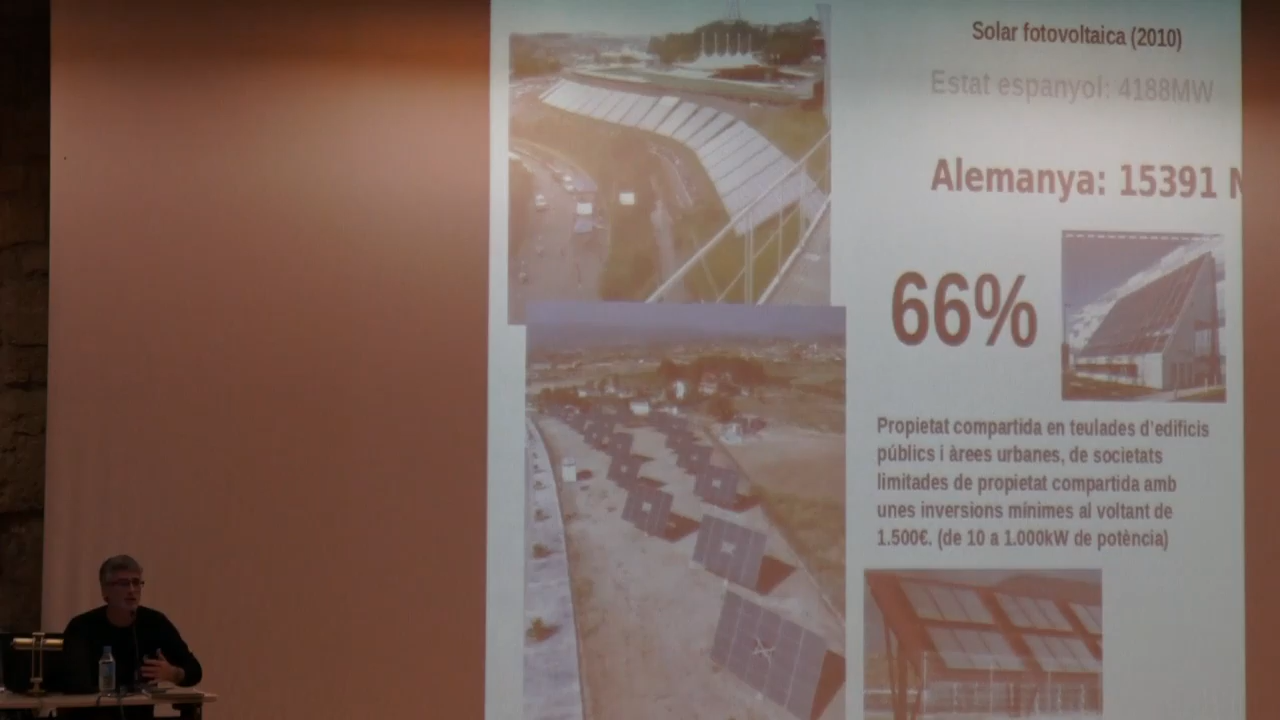 Solar fotovoltaica (2010)
Estat espanyol: 4188MW
Alemanya: 15391
66%
Propietat compartida en teulades d'edificis
públics i àrees urbanes, de societats
limitades de propietat compartida amb
unes inversions mínimes al voltant de
1.500€. (de 10 a 1.000kW de potència)